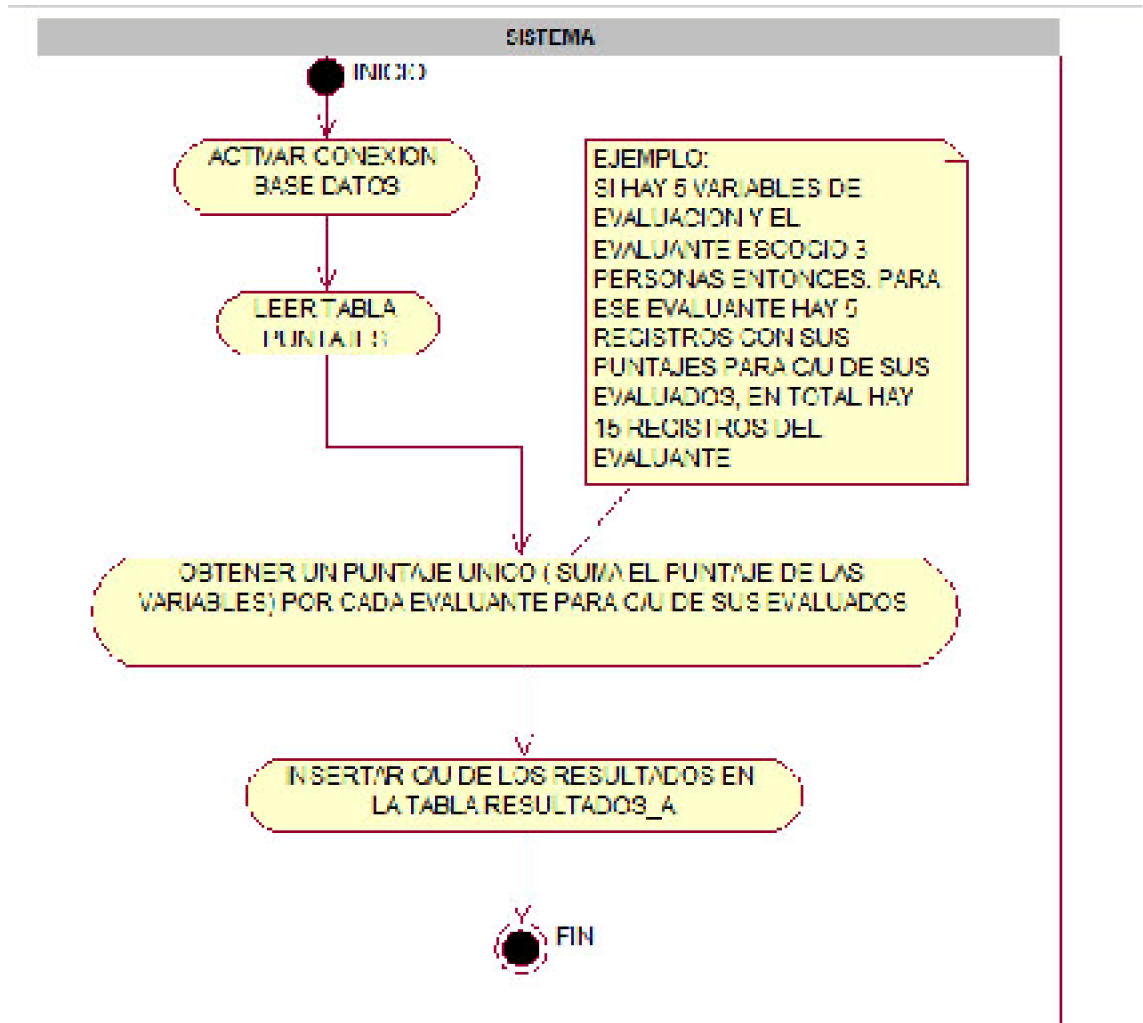 SISTEMA
INICIO
ACTIVAR CONEXION
BASE DATOS
LEER TABLA
PUNTAJES
EJEMPLO:
SI HAY 5 VARIABLES DE
EVALUACION Y EL
EVALUANTE ESCOGIO 3
PERSONAS ENTONCES. PARA
ESE EVALUANTE HAY 5
REGISTROS CON SUS
PUNTAJES PARA C/U DE SUS
EVALUADOS, EN TOTAL HAY
15 REGISTROS DEL
EVALUANTE
OBTENER UN PUNTAJE UNICO ( SUMA EL PUNTAJE DE LAS
VARIABLES) POR CADA EVALUANTE PARA C/U DE SUS EVALUADOS
INSERTAR C/U DE LOS RESULTADOS EN
LA TABLA RESULTADOS_A
FIN